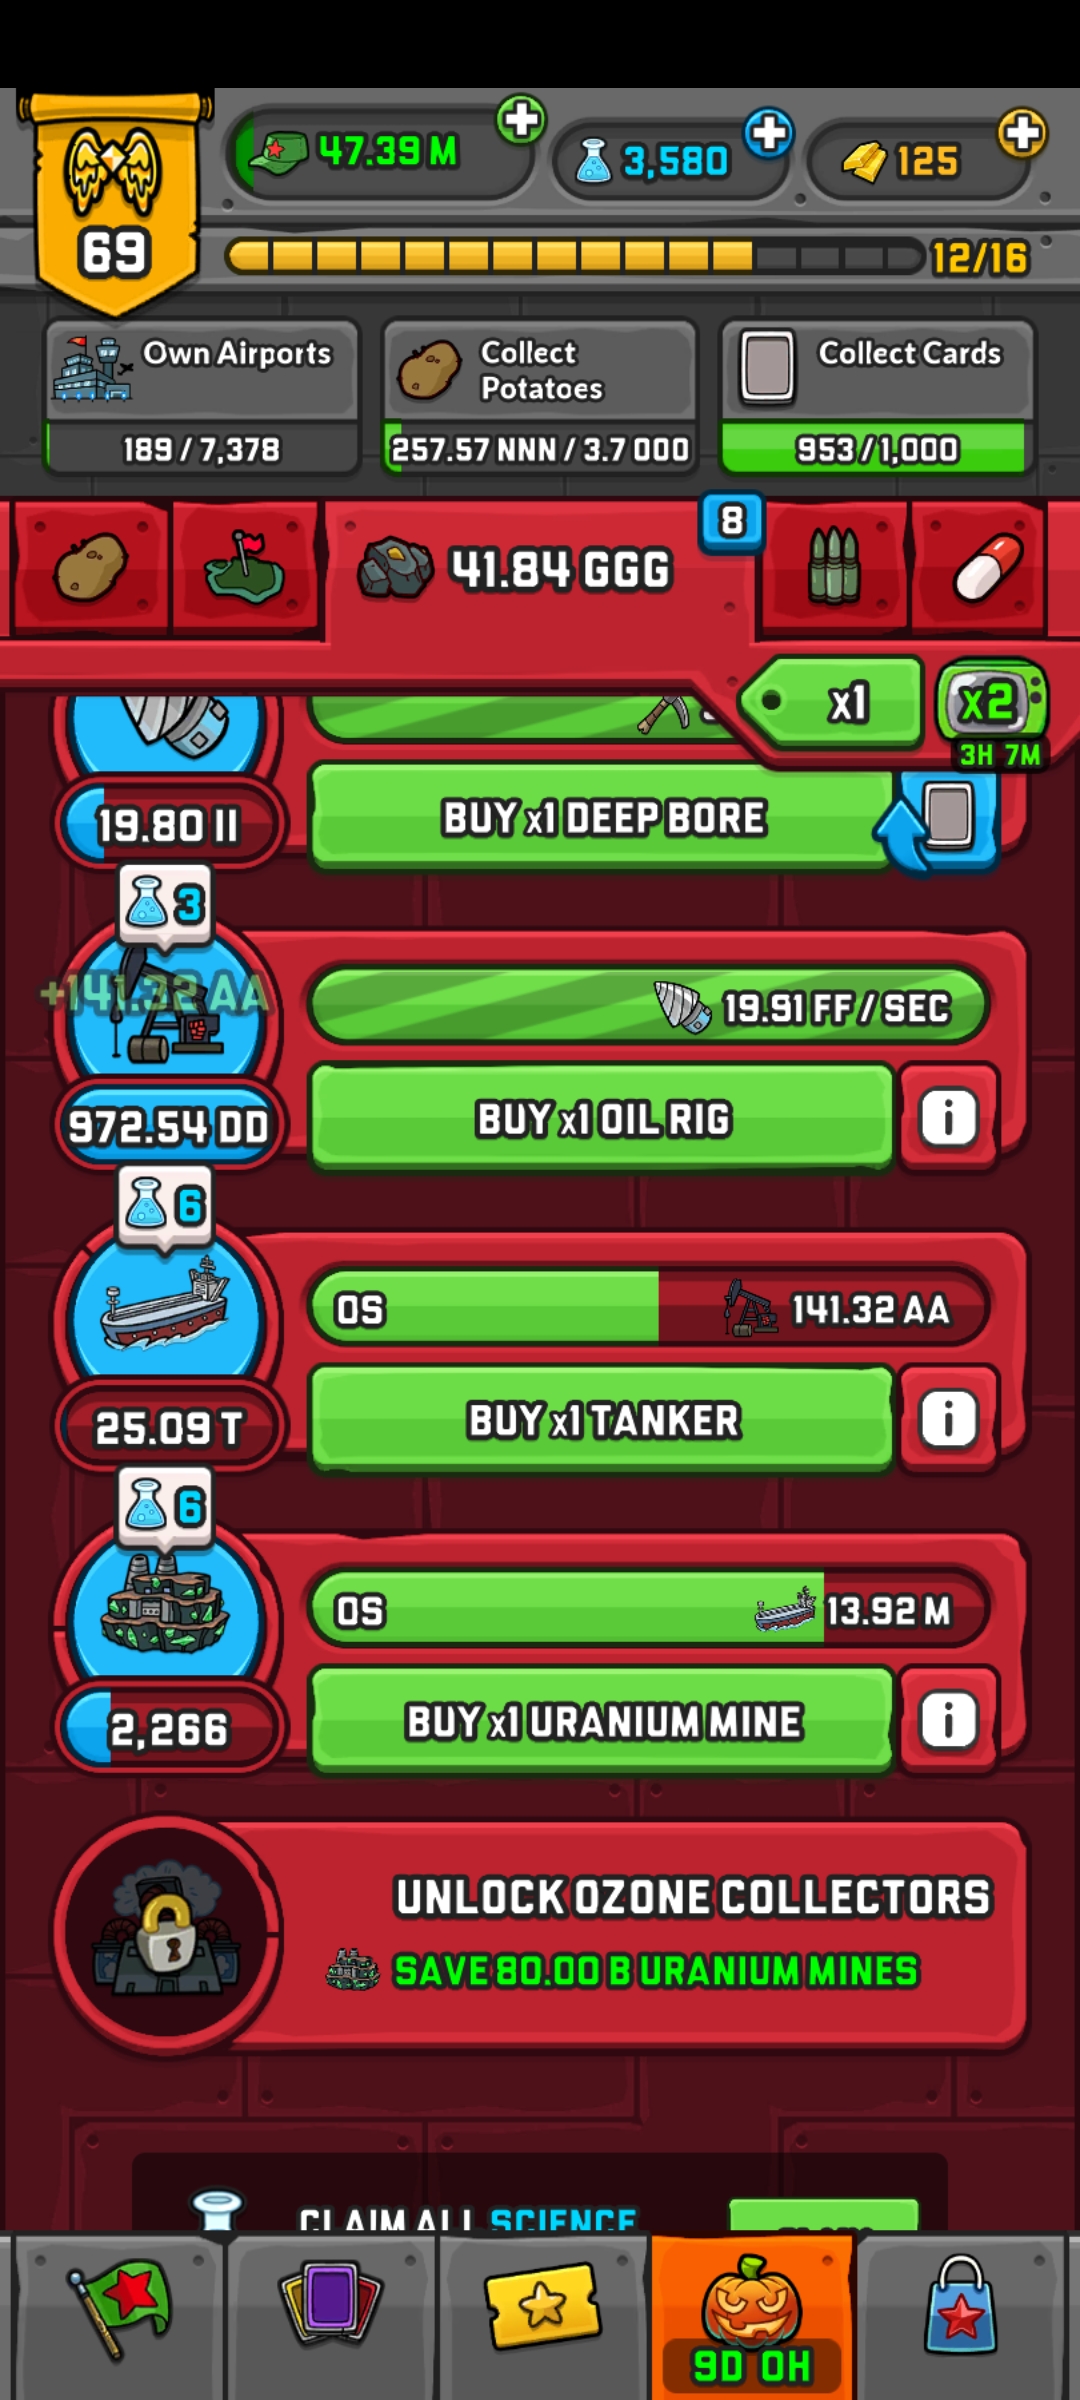 47.39 M
3,580
125
69
12/16
Own Airports
189 / 7,378
Collect
Potatoes
257.57 NNN / 3.7 OOO
Collect Cards
953 / 1,000
41.84 GGG
8
x1
x2
3H 7M
19.80 II
BUY x1 DEEP BORE
3
+141.32 AA
19.91 FF / SEC
972.54 DD
BUY x1 OIL RIG
i
6
0S
141.32 AA
25.09 T
BUY x1 TANKER
i
6
0S
13.92 M
2,266
BUY x1 URANIUM MINE
i
UNLOCK OZONE COLLECTORS
SAVE 80.00 B URANIUM MINES
CLAIM ALL SCIENCE
9D 0H